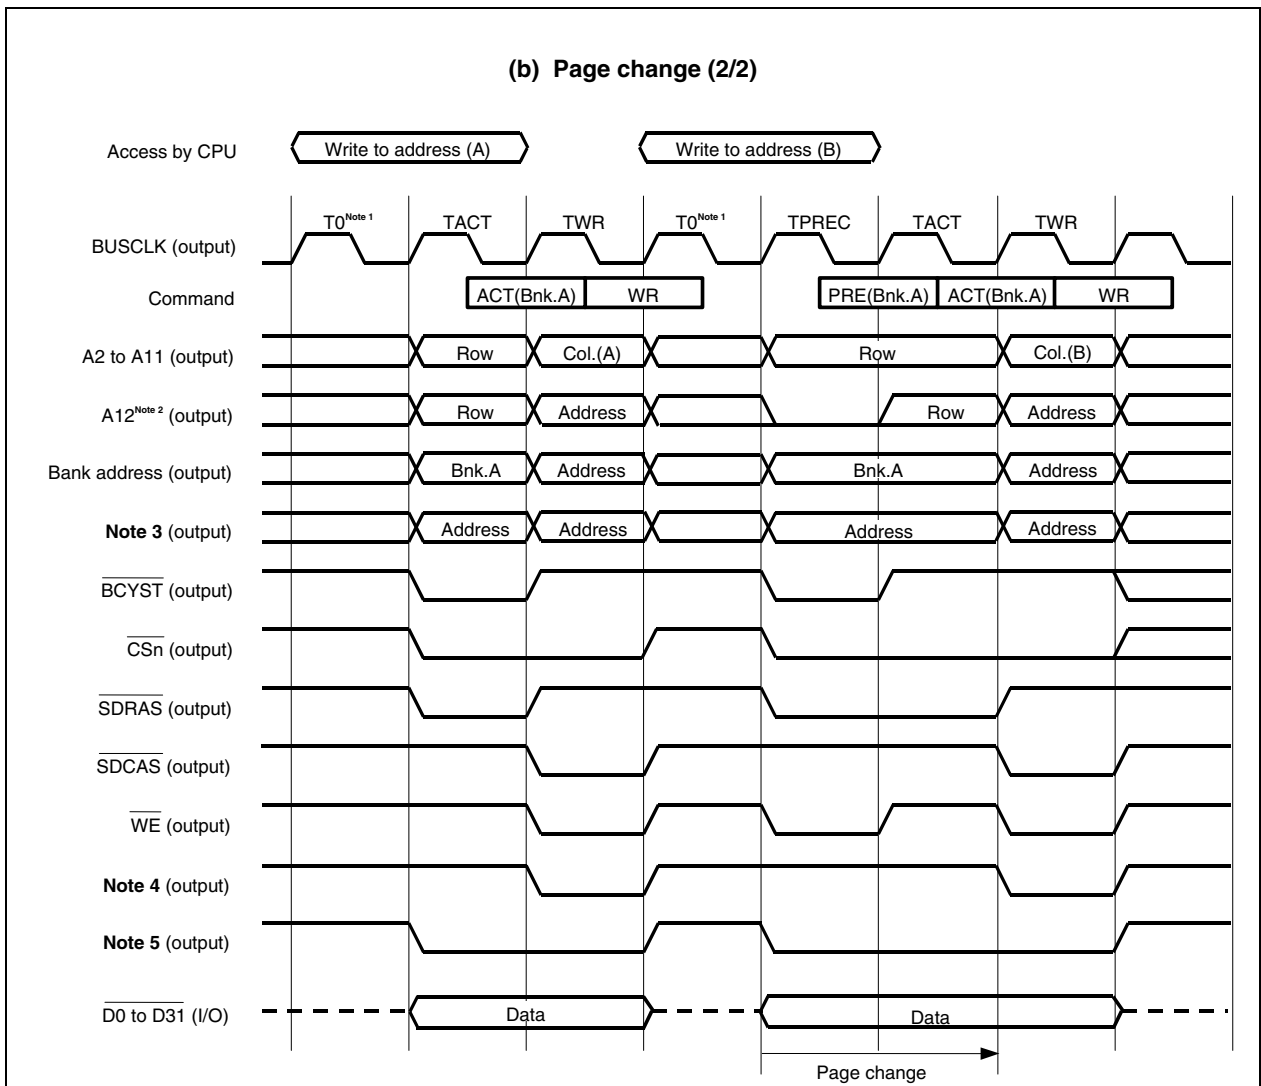 (b) Page change (2/2)
Access by CPU
Write to address (A)
Write to address (B)
BUSCLK (output)
T0Note 1
TACT
TWR
T0Note 1
TPREC
TACT
TWR
Command
ACT(Bnk.A)
WR
PRE(Bnk.A)
ACT(Bnk.A)
WR
A2 to A11 (output)
Row
Col.(A)
Row
Col.(B)
A12Note 2 (output)
Row
Address
Row
Address
Bank address (output)
Bnk.A
Address
Bnk.A
Address
Note 3 (output)
Address
Address
Address
Address
BCYST (output)
CSn (output)
SDRAS (output)
SDCAS (output)
WE (output)
Note 4 (output)
Note 5 (output)
D0 to D31 (I/O)
Data
Data
Page change